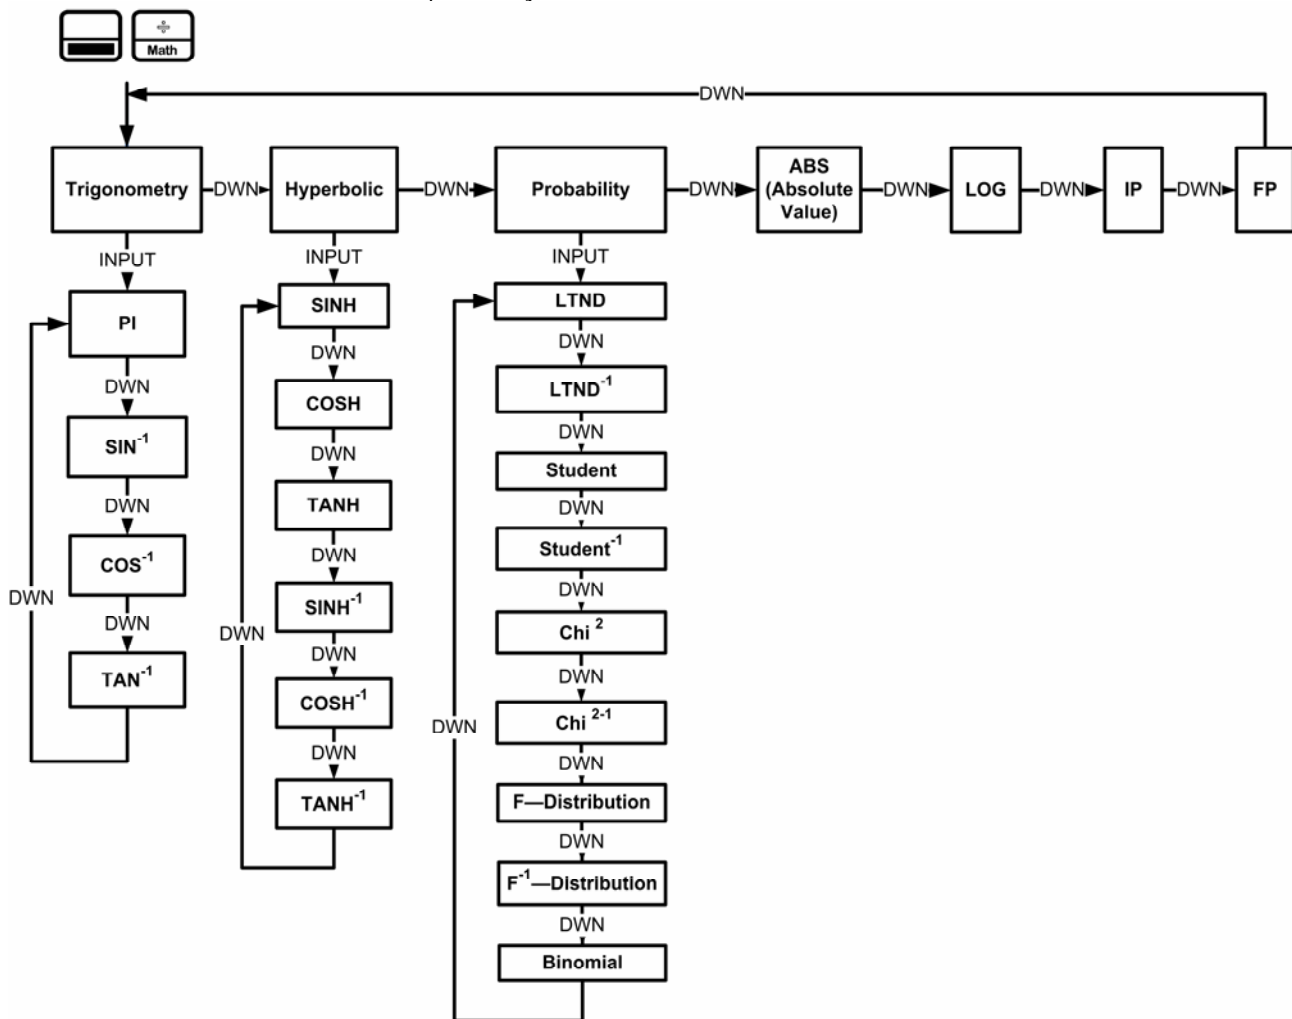 ÷
Math
DWN
Trigonometry DWN Hyperbolic DWN Probability DWN ABS (Absolute Value) DWN LOG DWN IP DWN FP
INPUT
PI
DWN
SIN⁻¹
DWN
COS⁻¹
DWN
TAN⁻¹
DWN
INPUT
SINH
DWN
COSH
DWN
TANH
DWN
SINH⁻¹
DWN
COSH⁻¹
DWN
TANH⁻¹
DWN
INPUT
LTND
DWN
LTND⁻¹
DWN
Student
DWN
Student⁻¹
DWN
Chi ²
DWN
Chi ²⁻¹
DWN
F—Distribution
DWN
F⁻¹—Distribution
DWN
Binomial
DWN